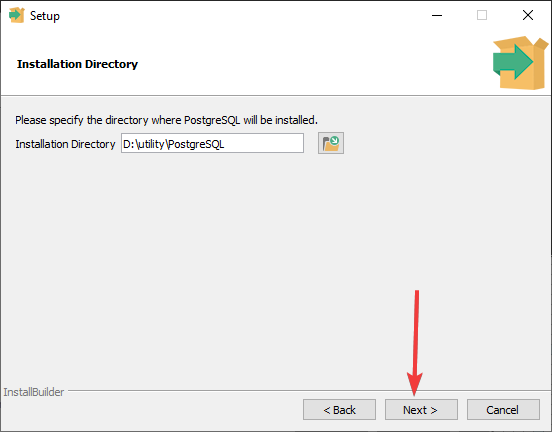 Setup
Installation Directory
Please specify the directory where PostgreSQL will be installed.
Installation Directory D:\utility\PostgreSQL
InstallBuilder
< Back Next > Cancel